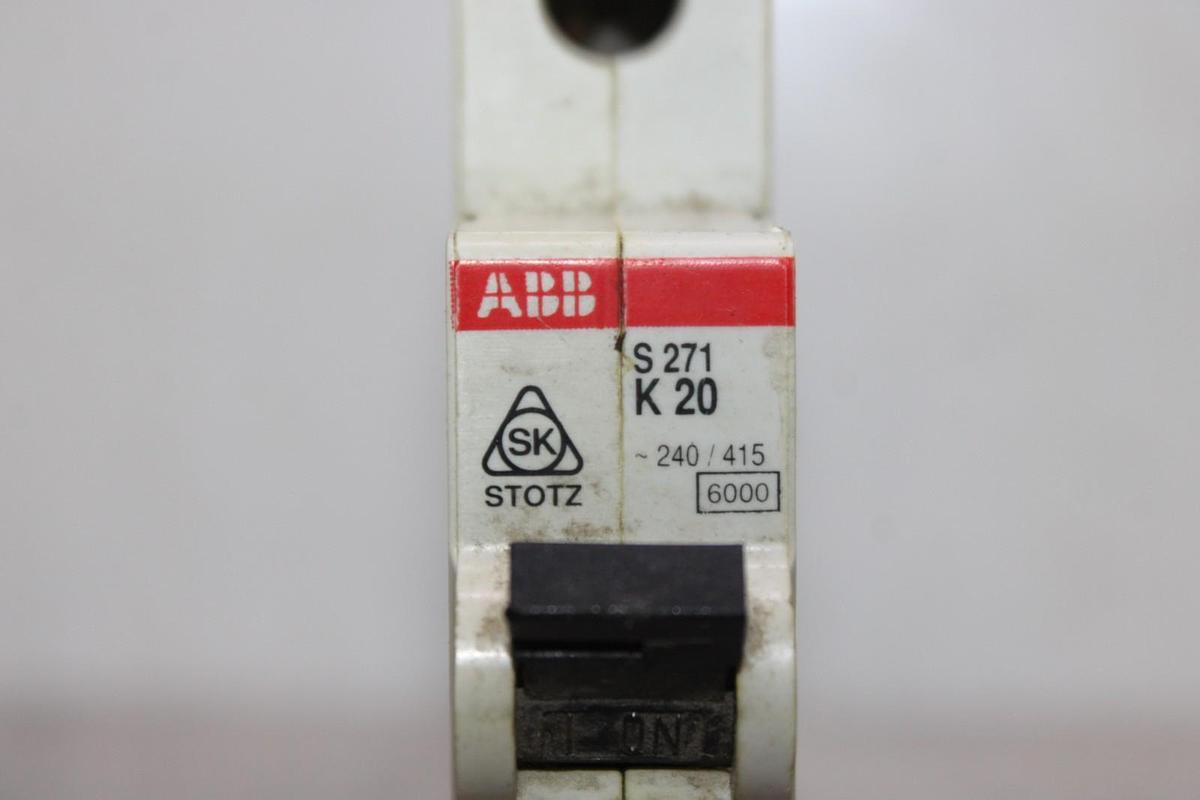 ABB
S 271
K 20
SK
STOTZ
~ 240 / 415
6000
I ON